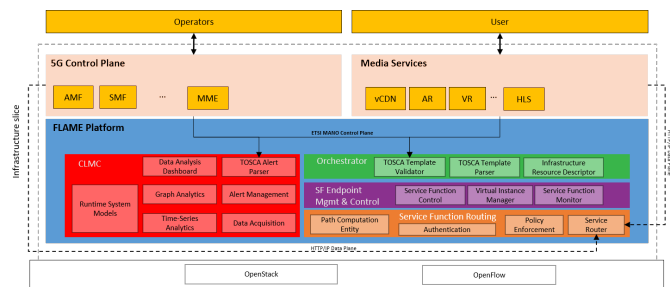 Operators
User
5G Control Plane
Media Services
AMF
SMF
...
MME
vCDN
AR
VR
...
HLS
Infrastructure slice
ETSI MANO Control Plane
FLAME Platform
CLMC
Data Analysis
Dashboard
TOSCA Alert
Parser
Runtime System
Models
Graph Analytics
Alert Management
Time-Series
Analytics
Data Acquisition
Orchestrator
TOSCA Template
Validator
TOSCA Template
Parser
Infrastructure
Resource Descriptor
SF Endpoint
Mgmt & Control
Service Function
Control
Virtual Instance
Manager
Service Function
Monitor
Service Function Routing
Path Computation
Entity
Authentication
Policy
Enforcement
Service
Router
HTTP/IP Data Plane
OpenStack
OpenFlow